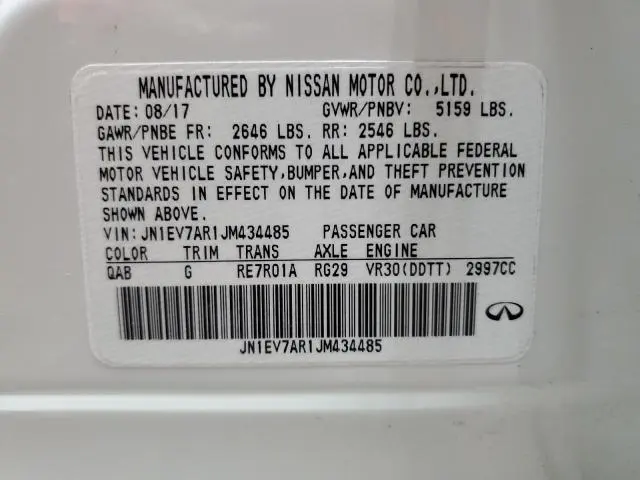 MANUFACTURED BY NISSAN MOTOR CO.,LTD.
DATE: 08/17 GVWR/PNBV: 5159 LBS.
GAWR/PNBE FR: 2646 LBS. RR: 2546 LBS.
THIS VEHICLE CONFORMS TO ALL APPLICABLE FEDERAL
MOTOR VEHICLE SAFETY,BUMPER,AND THEFT PREVENTION
STANDARDS IN EFFECT ON THE DATE OF MANUFACTURE
SHOWN ABOVE.
VIN:JN1EV7AR1JM434485 PASSENGER CAR
COLOR TRIM TRANS AXLE ENGINE
QAB G RE7R01A RG29 VR30(DDTT) 2997CC
JN1EV7AR1JM434485